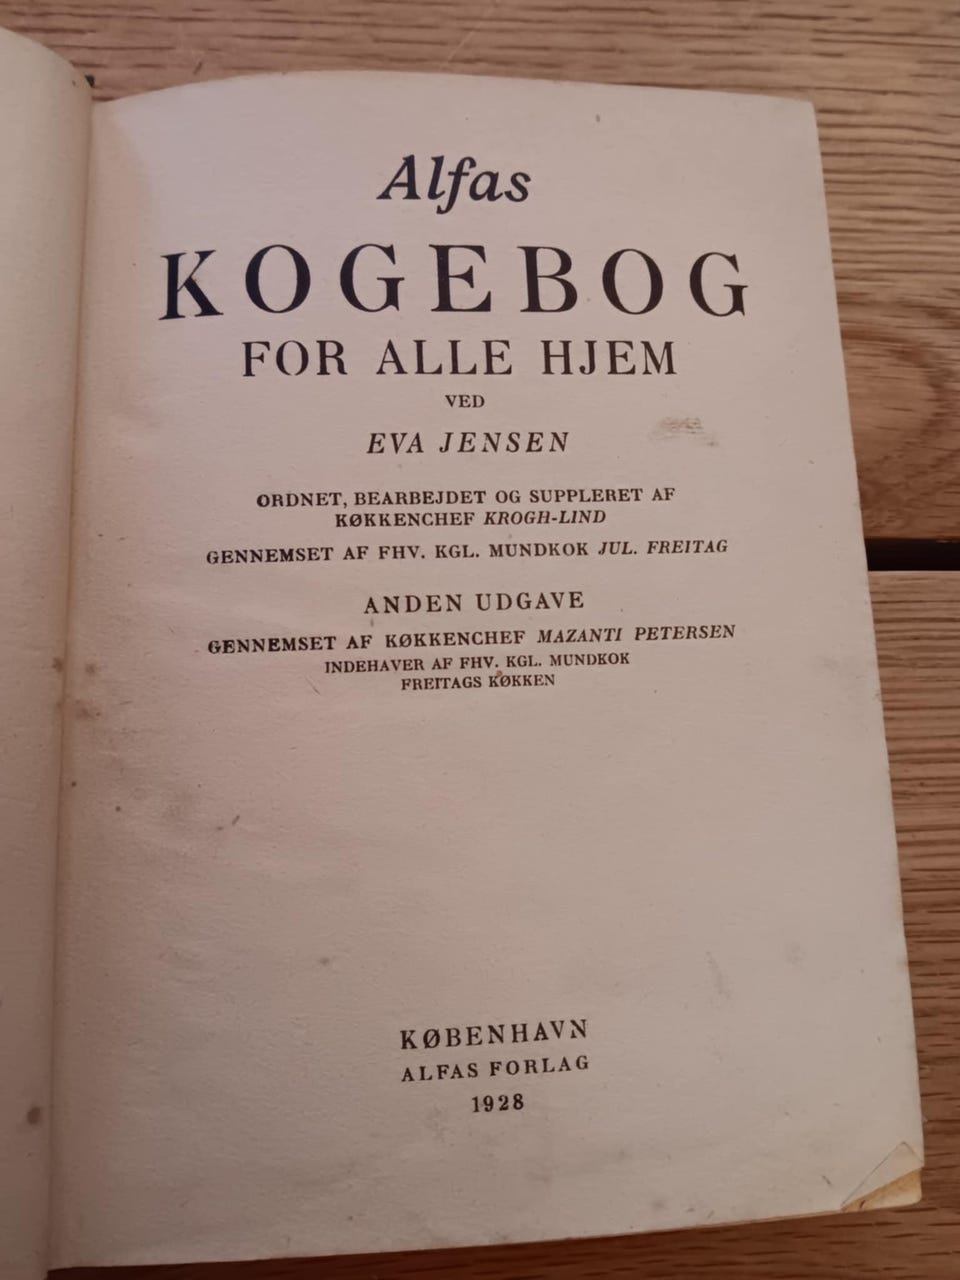 Alfas
KOGEBOG
FOR ALLE HJEM
VED
EVA JENSEN
ORDNET, BEARBEJDET OG SUPPLERET AF
KØKKENCHEF KROGH-LIND
GENNEMSET AF FHV. KGL. MUNDKOK JUL. FREITAG
ANDEN UDGAVE
GENNEMSET AF KØKKENCHEF MAZANTI PETERSEN
INDEHAVER AF FHV. KGL. MUNDKOK
FREITAGS KØKKEN
KØBENHAVN
ALFAS FORLAG
1928